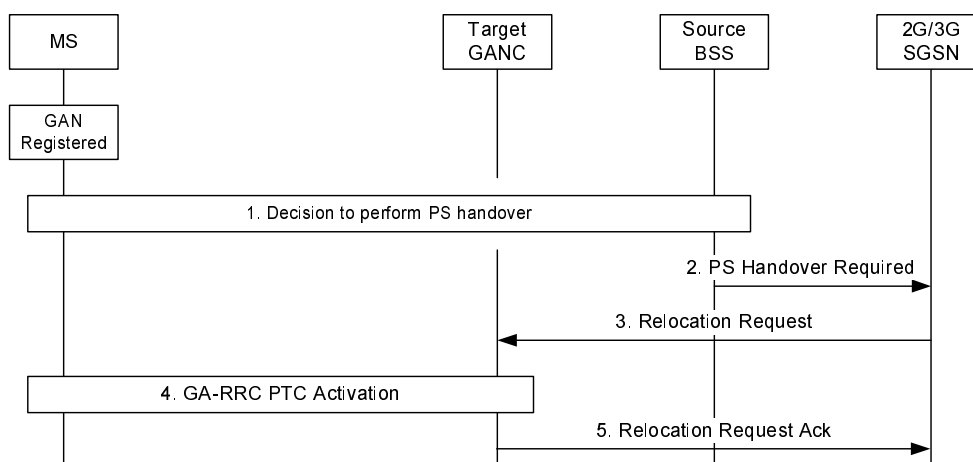 MS
Target
GANC
Source
BSS
2G/3G
SGSN
GAN
Registered
1. Decision to perform PS handover
2. PS Handover Required
3. Relocation Request
4. GA-RRC PTC Activation
5. Relocation Request Ack